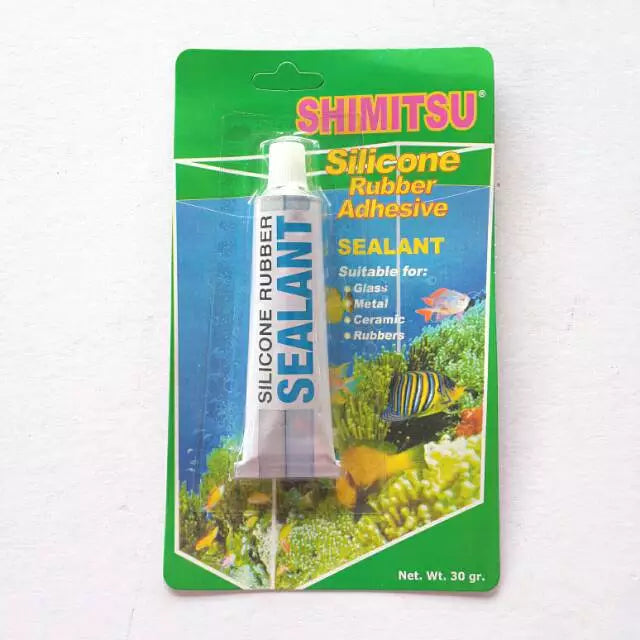 SHIMITSU®
Silicone
Rubber
Adhesive
SEALANT
Suitable for:
• Glass
• Metal
• Ceramic
• Rubbers
SILICONE RUBBER
SEALANT
Net. Wt. 30 gr.